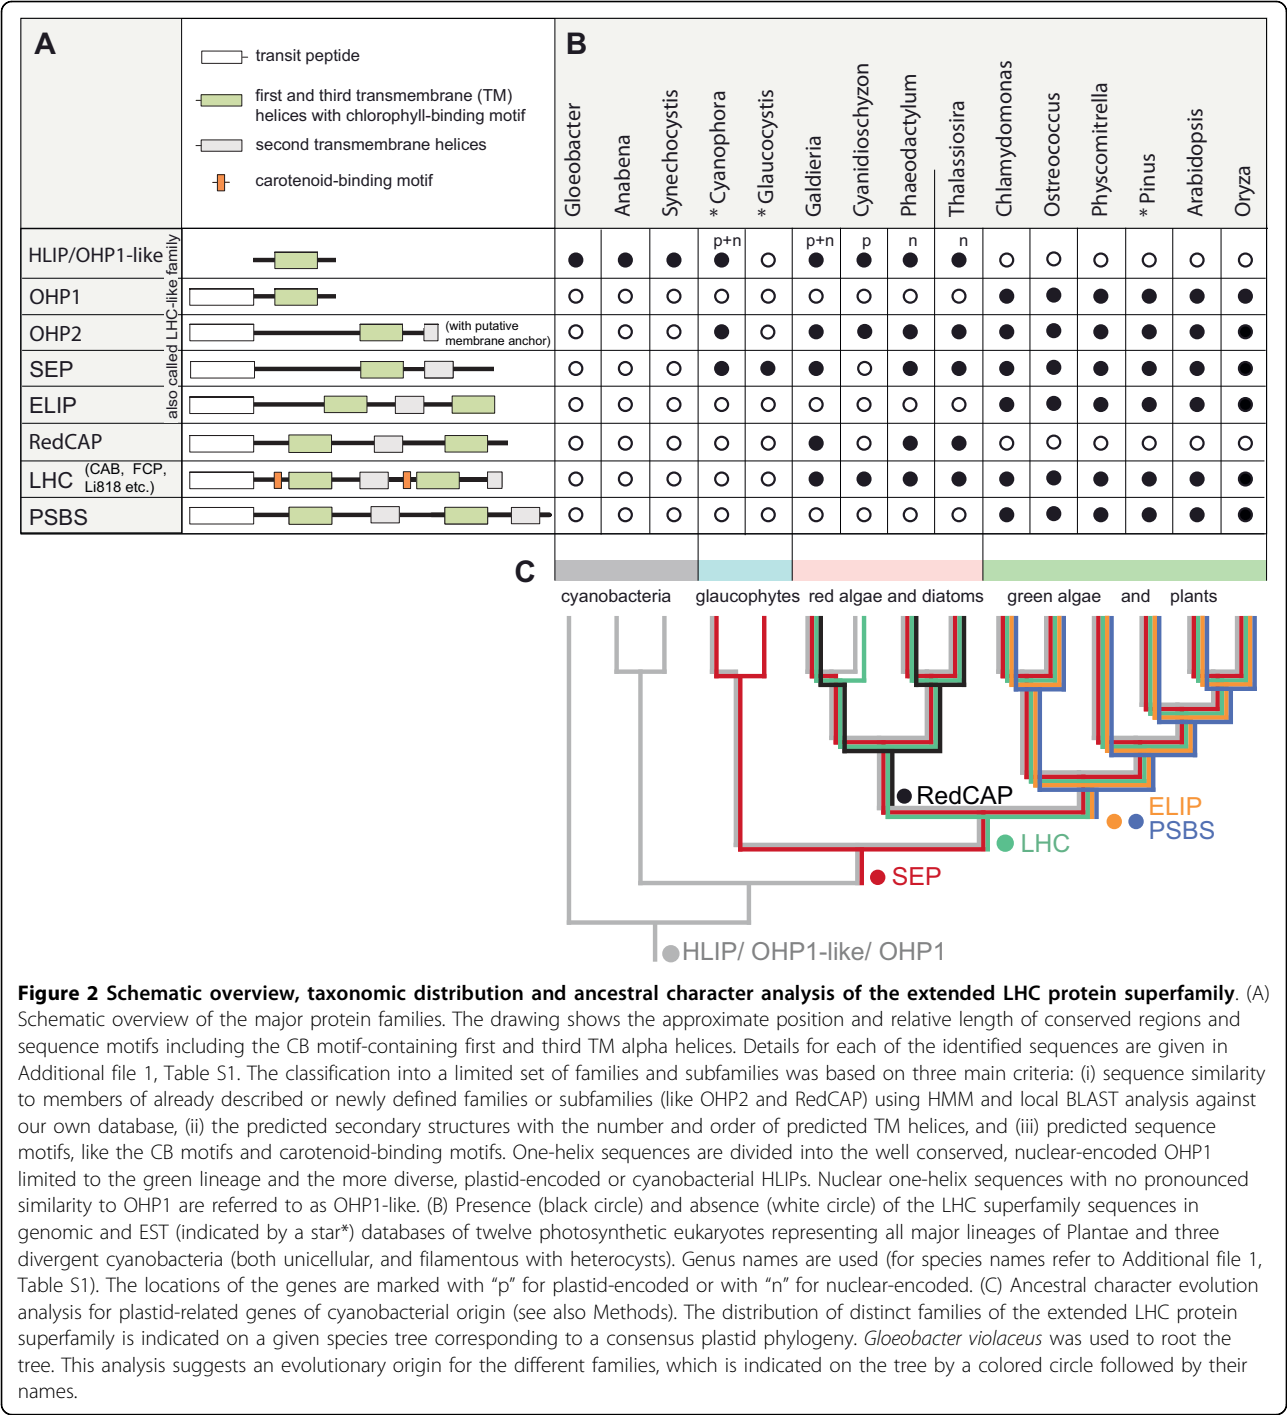 A
transit peptide
first and third transmembrane (TM)
helices with chlorophyll-binding motif
second transmembrane helices
carotenoid-binding motif
B
Gloeobacter
Anabena
Synechocystis
* Cyanophora
* Glaucocystis
Galdieria
Cyanidioschyzon
Phaeodactylum
Thalassiosira
Chlamydomonas
Ostreococcus
Physcomitrella
* Pinus
Arabidopsis
Oryza
also called LHC-like family
HLIP/OHP1-like
p+n
p+n
p
n
n
OHP1
OHP2
(with putative
membrane anchor)
SEP
ELIP
RedCAP
LHC (CAB, FCP,
Li818 etc.)
PSBS
C
cyanobacteria
glaucophytes
red algae and diatoms
green algae and plants
RedCAP
ELIP
PSBS
LHC
SEP
HLIP/ OHP1-like/ OHP1
Figure 2 Schematic overview, taxonomic distribution and ancestral character analysis of the extended LHC protein superfamily. (A)
Schematic overview of the major protein families. The drawing shows the approximate position and relative length of conserved regions and
sequence motifs including the CB motif-containing first and third TM alpha helices. Details for each of the identified sequences are given in
Additional file 1, Table S1. The classification into a limited set of families and subfamilies was based on three main criteria: (i) sequence similarity
to members of already described or newly defined families or subfamilies (like OHP2 and RedCAP) using HMM and local BLAST analysis against
our own database, (ii) the predicted secondary structures with the number and order of predicted TM helices, and (iii) predicted sequence
motifs, like the CB motifs and carotenoid-binding motifs. One-helix sequences are divided into the well conserved, nuclear-encoded OHP1
limited to the green lineage and the more diverse, plastid-encoded or cyanobacterial HLIPs. Nuclear one-helix sequences with no pronounced
similarity to OHP1 are referred to as OHP1-like. (B) Presence (black circle) and absence (white circle) of the LHC superfamily sequences in
genomic and EST (indicated by a star*) databases of twelve photosynthetic eukaryotes representing all major lineages of Plantae and three
divergent cyanobacteria (both unicellular, and filamentous with heterocysts). Genus names are used (for species names refer to Additional file 1,
Table S1). The locations of the genes are marked with “p” for plastid-encoded or with “n” for nuclear-encoded. (C) Ancestral character evolution
analysis for plastid-related genes of cyanobacterial origin (see also Methods). The distribution of distinct families of the extended LHC protein
superfamily is indicated on a given species tree corresponding to a consensus plastid phylogeny. Gloeobacter violaceus was used to root the
tree. This analysis suggests an evolutionary origin for the different families, which is indicated on the tree by a colored circle followed by their
names.